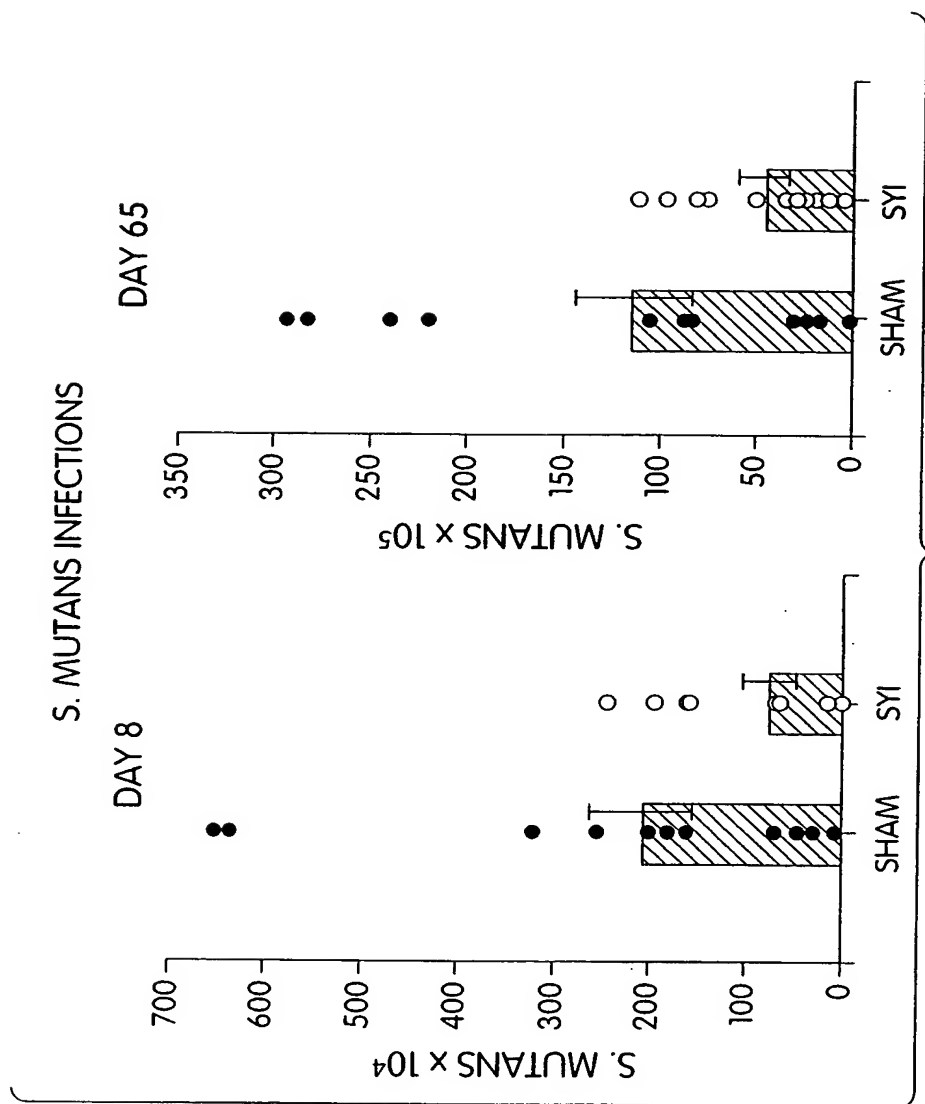 S. MUTANS INFECTIONS
DAY 8
S. MUTANS x 10⁴
700
600
500
400
300
200
100
0
SHAM
SYI
DAY 65
S. MUTANS x 10⁵
350
300
250
200
150
100
50
0
SHAM
SYI